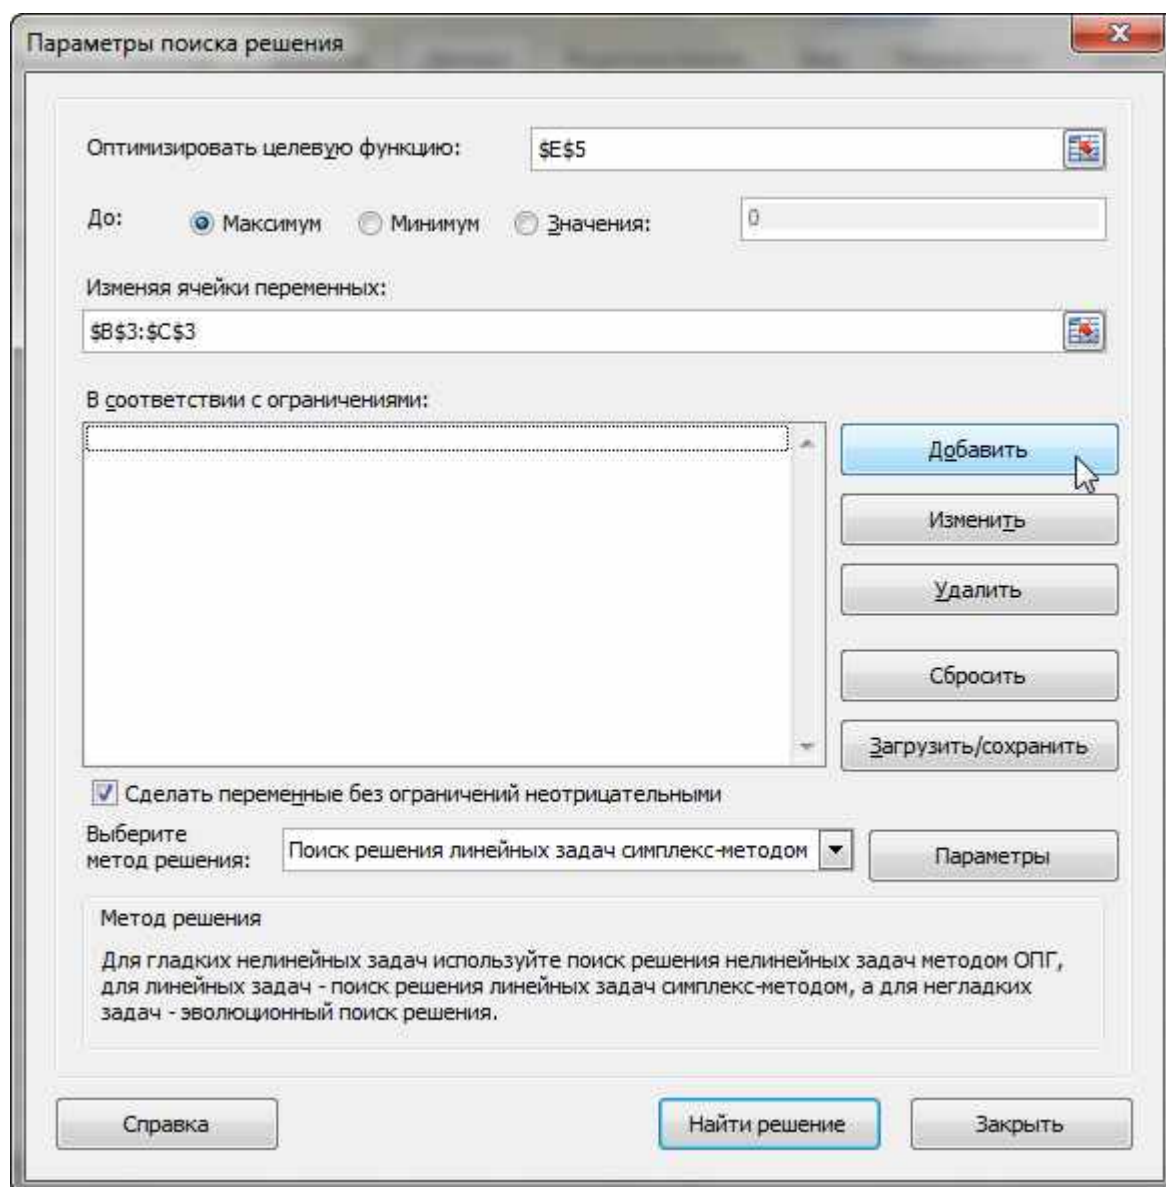 Параметры поиска решения
Оптимизировать целевую функцию:
$E$5
До:
Максимум
Минимум
Значения:
0
Изменяя ячейки переменных:
$B$3:$C$3
В соответствии с ограничениями:
Добавить
Изменить
Удалить
Сбросить
Загрузить/сохранить
Сделать переменные без ограничений неотрицательными
Выберите
метод решения:
Поиск решения линейных задач симплекс-методом
Параметры
Метод решения
Для гладких нелинейных задач используйте поиск решения нелинейных задач методом ОПГ,
для линейных задач - поиск решения линейных задач симплекс-методом, а для негладких
задач - эволюционный поиск решения.
Справка
Найти решение
Закрыть